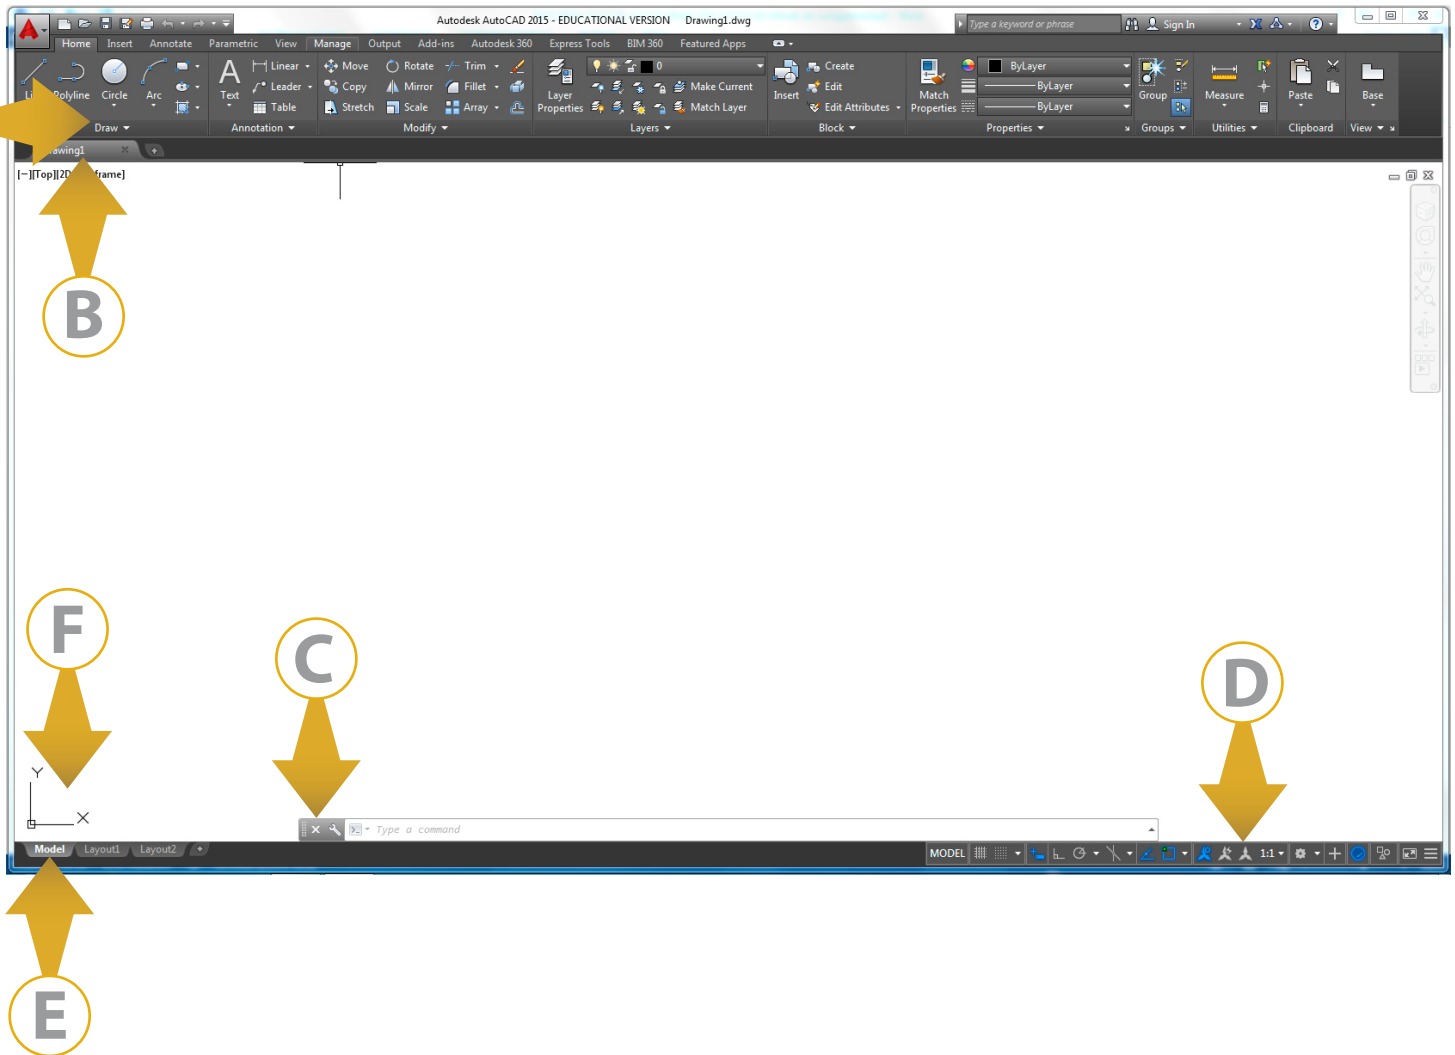 Autodesk AutoCAD 2015 - EDUCATIONAL VERSION Drawing1.dwg
Type a keyword or phrase
Sign In
Home Insert Annotate Parametric View Manage Output Add-ins Autodesk 360 Express Tools BIM 360 Featured Apps
Polyline Circle Arc
Text Linear Leader Table
Move Rotate Trim
Copy Mirror Fillet
Stretch Scale Array
Layer Properties
0
Make Current
Match Layer
Insert
Create
Edit
Edit Attributes
Match Properties
ByLayer
ByLayer
ByLayer
Group
Measure
Paste
Base
Draw Annotation Modify Layers Block Properties Groups Utilities Clipboard View
[−][Top]
B
F
C
D
Y
X
Type a command
Model Layout1 Layout2
MODEL 1:1
E